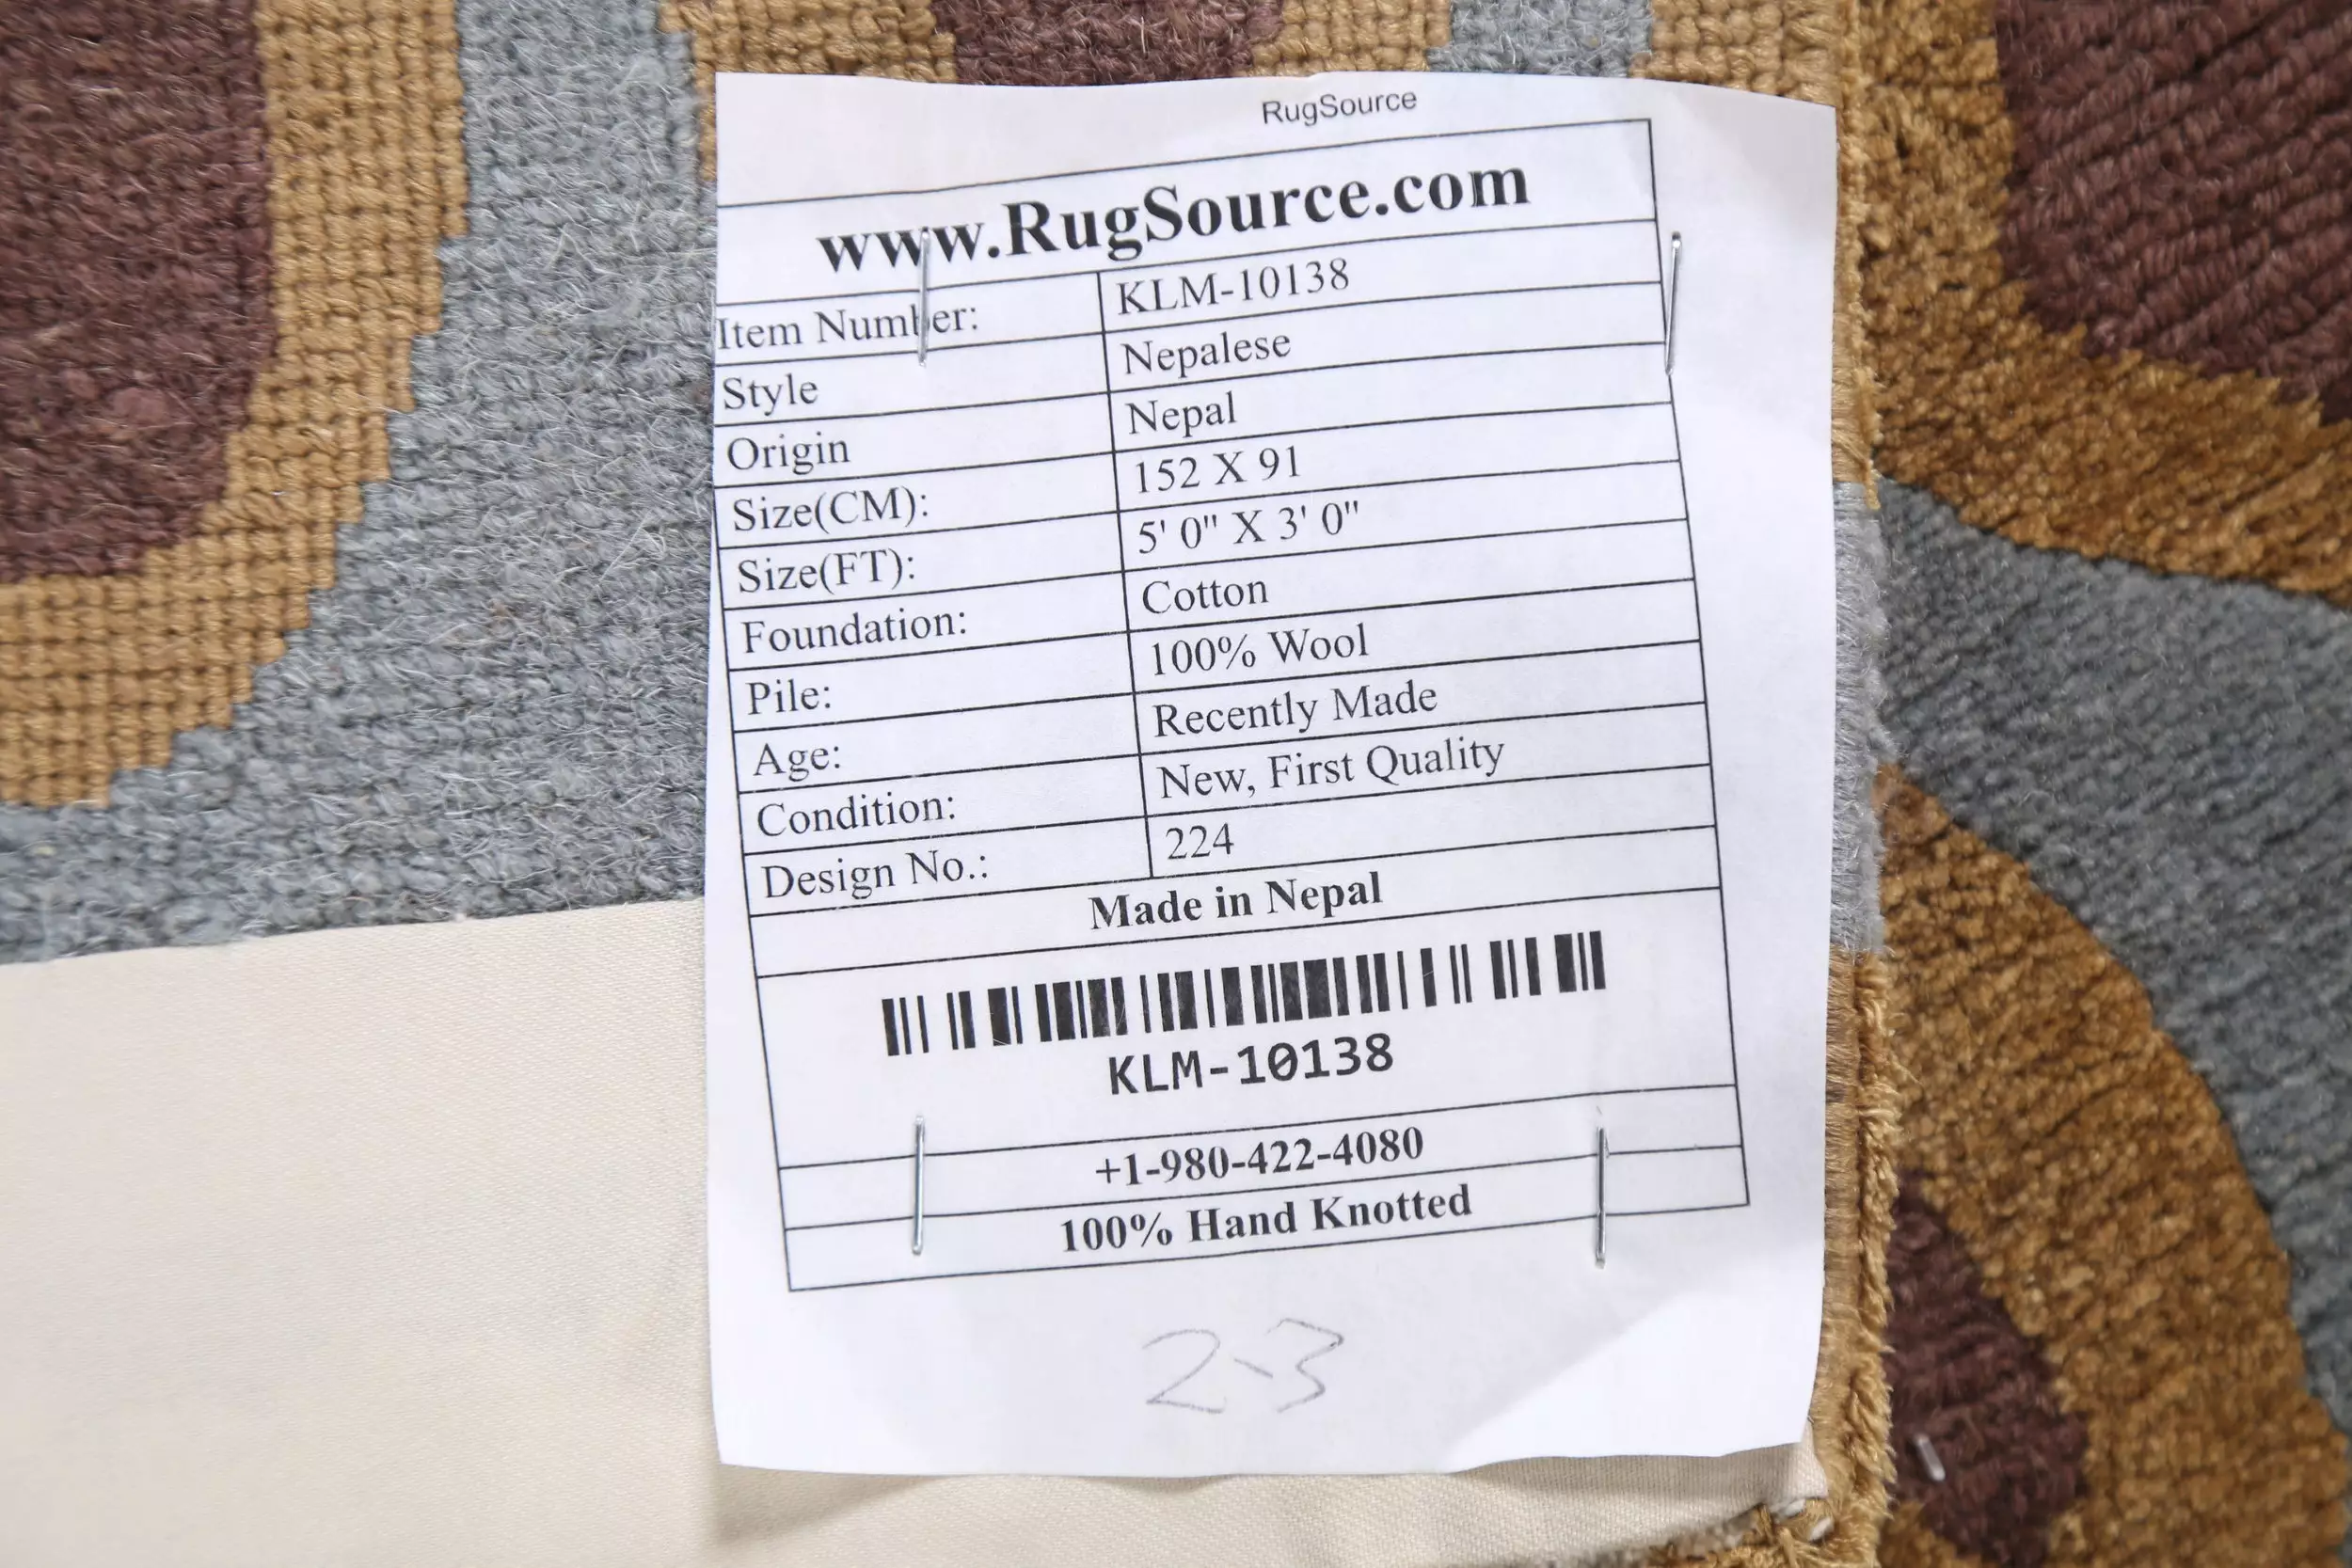 RugSource
www.RugSource.com
Item Number: KLM-10138
Style Nepalese
Origin Nepal
Size(CM): 152 X 91
Size(FT): 5' 0" X 3' 0"
Foundation: Cotton
Pile: 100% Wool
Age: Recently Made
Condition: New, First Quality
Design No.: 224
Made in Nepal
KLM-10138
+1-980-422-4080
100% Hand Knotted
2-3